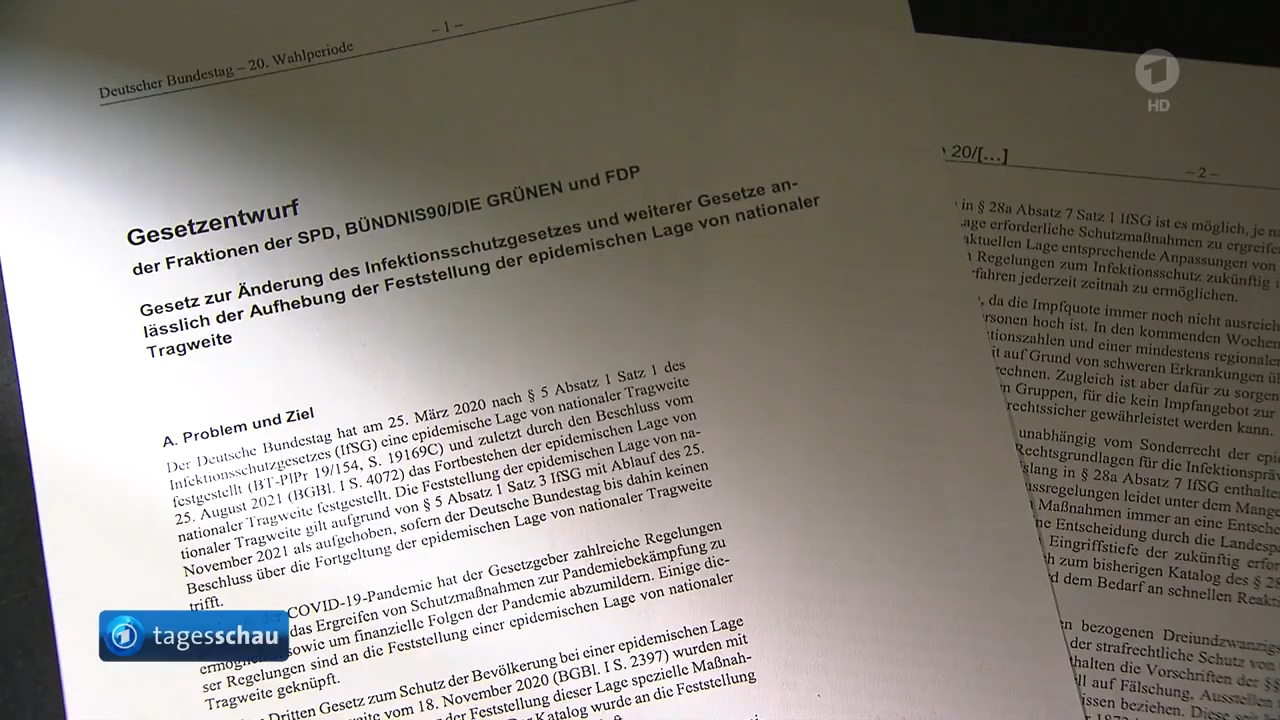 Deutscher Bundestag – 20. Wahlperiode
– 1 –
Gesetzentwurf
der Fraktionen der SPD, BÜNDNIS90/DIE GRÜNEN und FDP
Gesetz zur Änderung des Infektionsschutzgesetzes und weiterer Gesetze an-
lässlich der Aufhebung der Feststellung der epidemischen Lage von nationaler
Tragweite
A. Problem und Ziel
Der Deutsche Bundestag hat am 25. März 2020 nach § 5 Absatz 1 Satz 1 des
Infektionsschutzgesetzes (IfSG) eine epidemische Lage von nationaler Tragweite
festgestellt (BT-PlPr 19/154, S. 19169C) und zuletzt durch den Beschluss vom
25. August 2021 (BGBl. I S. 4072) das Fortbestehen der epidemischen Lage von
nationaler Tragweite festgestellt. Die Feststellung der epidemischen Lage von na-
tionaler Tragweite gilt aufgrund von § 5 Absatz 1 Satz 3 IfSG mit Ablauf des 25.
November 2021 als aufgehoben, sofern der Deutsche Bundestag bis dahin keinen
Beschluss über die Fortgeltung der epidemischen Lage von nationaler Tragweite
trifft.
COVID-19-Pandemie hat der Gesetzgeber zahlreiche Regelungen
das Ergreifen von Schutzmaßnahmen zur Pandemiebekämpfung zu
sowie um finanzielle Folgen der Pandemie abzumildern. Einige die-
ser Regelungen sind an die Feststellung einer epidemischen Lage von nationaler
Tragweite geknüpft.
Dritten Gesetz zum Schutz der Bevölkerung bei einer epidemischen Lage
vom 18. November 2020 (BGBl. I S. 2397) wurden mit
der Feststellung dieser Lage spezielle Maßnah-
Katalog wurde an die Feststellung
20/[…]
– 2 –
in § 28a Absatz 7 Satz 1 IfSG ist es möglich, je
erforderliche Schutzmaßnahmen zu ergreifen
aktuellen Lage entsprechende Anpassungen von
Regelungen zum Infektionsschutz zukünftig
jederzeit zeitnah zu ermöglichen.
da die Impfquote immer noch nicht
hoch ist. In den kommenden Wochen
und einer mindestens
auf Grund von schweren Erkrankungen
rechnen. Zugleich ist aber dafür zu
Gruppen, für die kein Impfangebot zur
rechtssicher gewährleistet werden kann.
unabhängig vom Sonderrecht der
Rechtsgrundlagen für die
in § 28a Absatz 7 IfSG
leidet unter dem
Maßnahmen immer an eine
Entscheidung durch die
Eingriffstiefe der zukünftig
zum bisherigen Katalog des §
dem Bedarf an schnellen
bezogenen
der strafrechtliche Schutz von
die Vorschriften der §§
auf Fälschung, Ausstellen
beziehen. Diese
1
HD
tagesschau